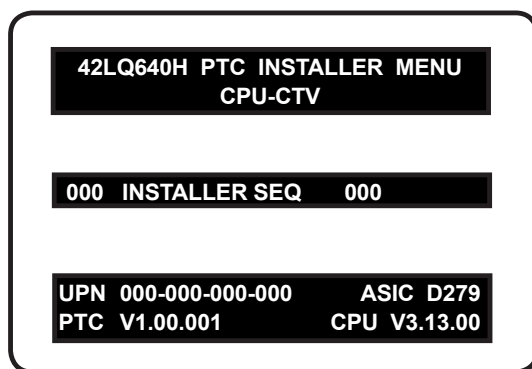 42LQ640H PTC INSTALLER MENU
CPU-CTV
000 INSTALLER SEQ 000
UPN 000-000-000-000 ASIC D279
PTC V1.00.001 CPU V3.13.00